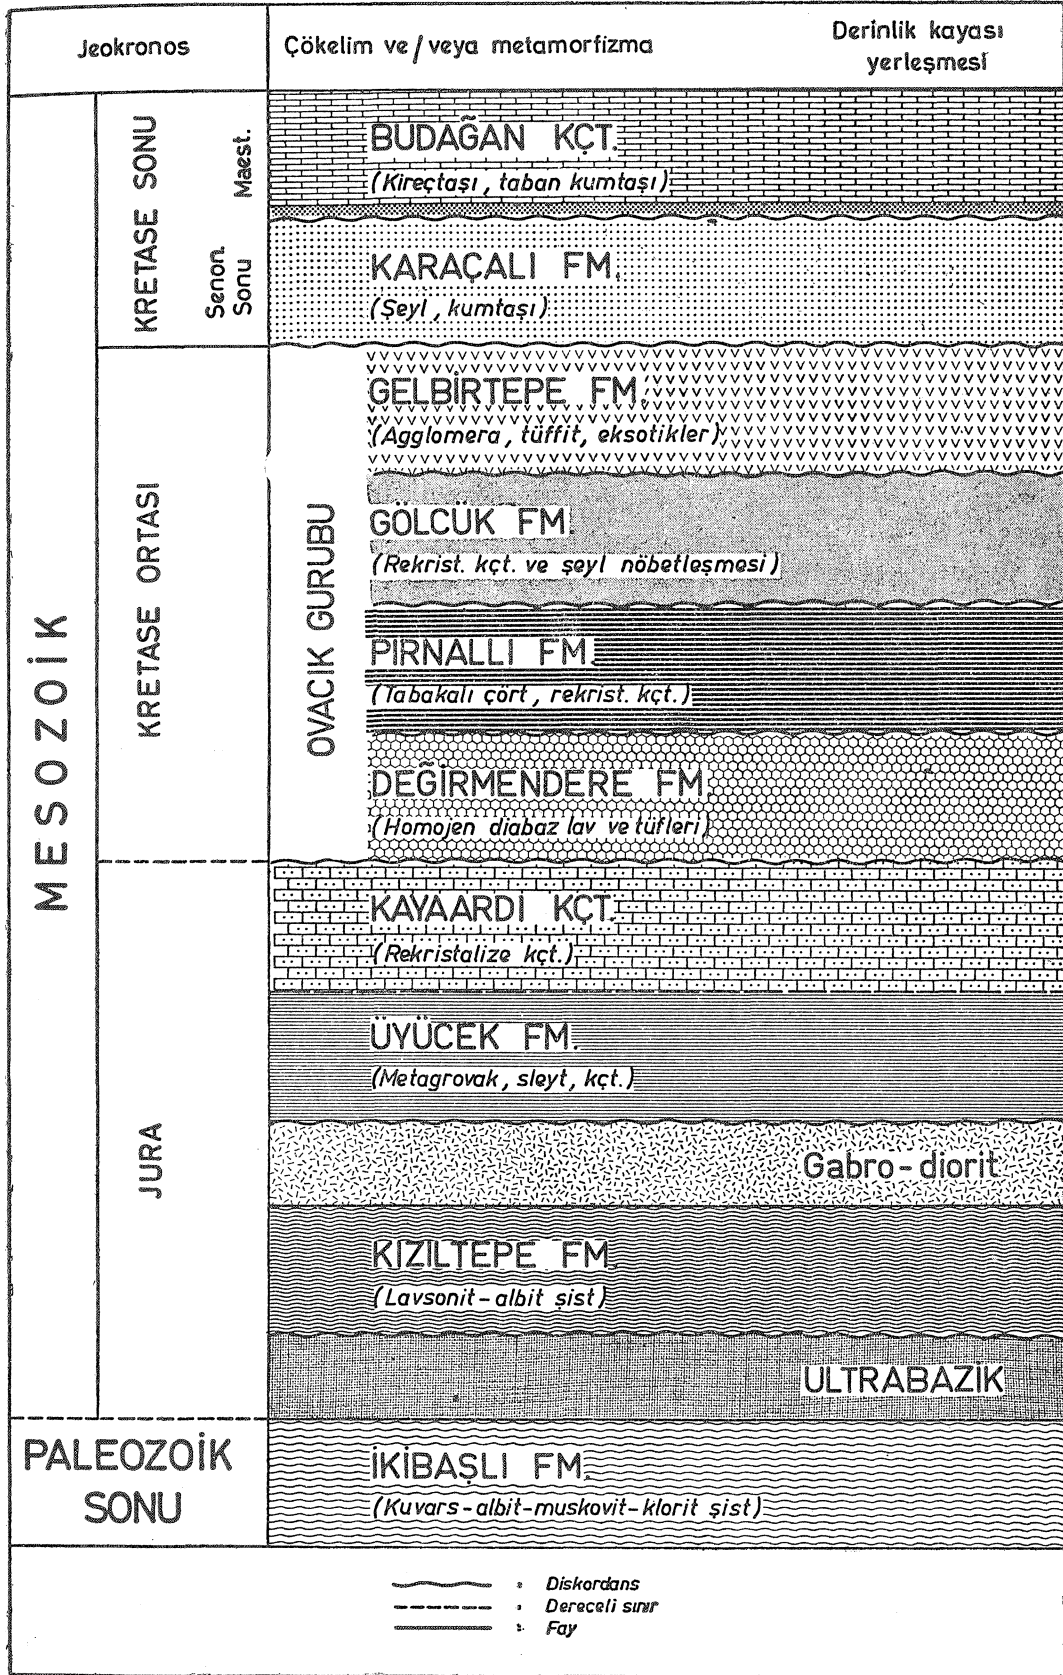 Jeokronos
Çökelim ve/veya metamorfizma
Derinlik kayası
yerleşmesi
MESOZOİK
KRETASE SONU
Maest.
BUDAĞAN KÇT.
(Kireçtaşı, taban kumtaşı)
Senon.
Sonu
KARAÇALI FM.
(Şeyl, kumtaşı)
KRETASE ORTASI
OVACIK GURUBU
GELBİRTEPE FM.
(Agglomera, tüffit, eksotikler)
GÖLCÜK FM.
(Rekrist. kçt. ve şeyl nöbetleşmesi)
PIRNALLI FM.
(Tabakalı çört, rekrist. kçt.)
DEĞİRMENDERE FM
(Homojen diabaz lav ve tüfleri)
JURA
KAYAARDI KÇT.
(Rekristalize kçt.)
ÜYÜCEK FM.
(Metagrovak, sleyt, kçt.)
Gabro-diorit
KIZILTEPE FM.
(Lavsonit-albit şist)
ULTRABAZİK
PALEOZOİK
SONU
İKİBAŞLI FM.
(Kuvars-albit-muskovit-klorit şist)
: Diskordans
: Dereceli sınır
: Fay